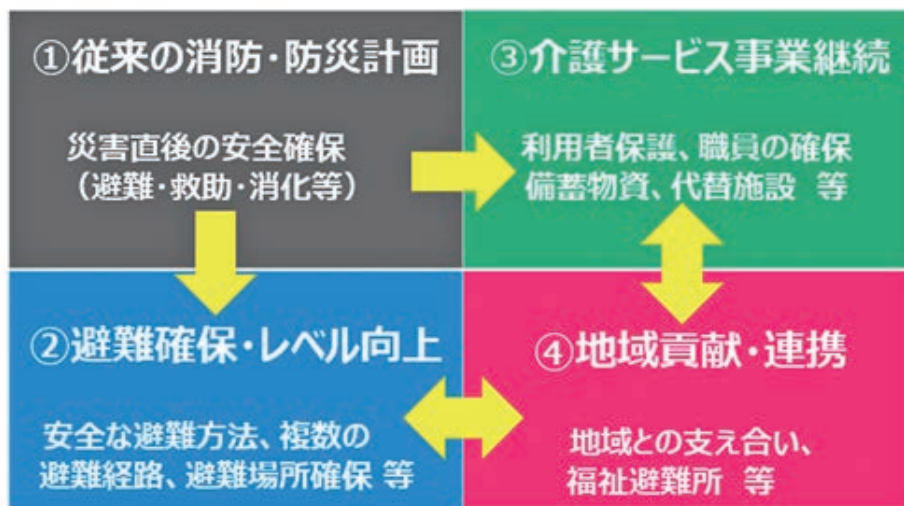 ①従来の消防・防災計画
災害直後の安全確保
（避難・救助・消化等）
②避難確保・レベル向上
安全な避難方法、複数の
避難経路、避難場所確保 等
③介護サービス事業継続
利用者保護、職員の確保
備蓄物資、代替施設 等
④地域貢献・連携
地域との支え合い、
福祉避難所 等